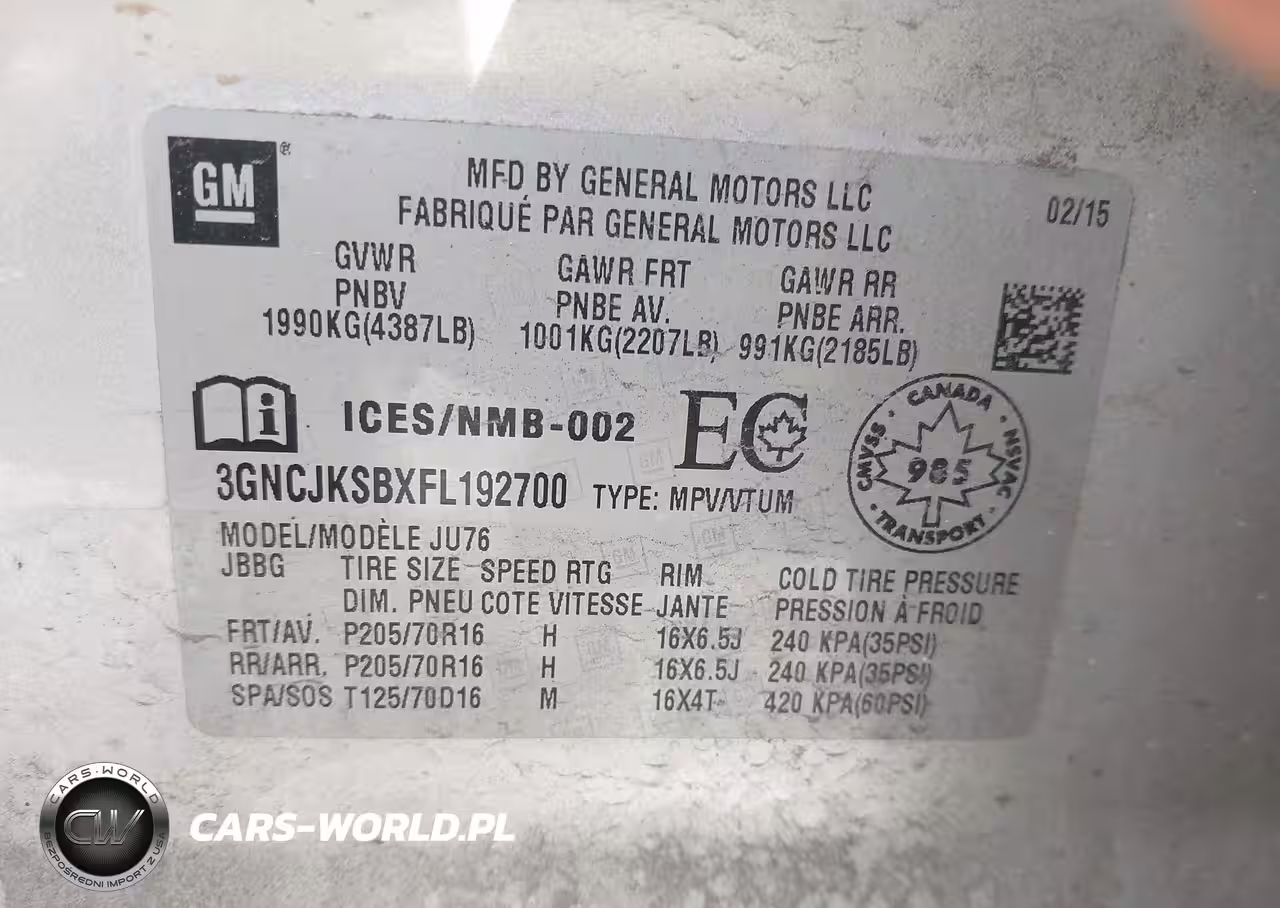 GM
MFD BY GENERAL MOTORS LLC
FABRIQUÉ PAR GENERAL MOTORS LLC
02/15
GVWR GAWR FRT GAWR RR
PNBV PNBE AV. PNBE ARR.
1990KG(4387LB) 1001KG(2207LB) 991KG(2185LB)
ICES/NMB-002 EC
CANADA
CMVSS 985 NSVAC
TRANSPORT
3GNCJKSBXFL192700 TYPE: MPV/VTUM
MODEL/MODÈLE JU76
JBBG TIRE SIZE SPEED RTG RIM COLD TIRE PRESSURE
DIM. PNEU COTE VITESSE JANTE PRESSION À FROID
FRT/AV. P205/70R16 H 16X6.5J 240 KPA(35PSI)
RR/ARR. P205/70R16 H 16X6.5J 240 KPA(35PSI)
SPA/SOS T125/70D16 M 16X4T 420 KPA(60PSI)
CARS-WORLD
CW
BEZPOŚREDNI IMPORT Z USA
CARS-WORLD.PL